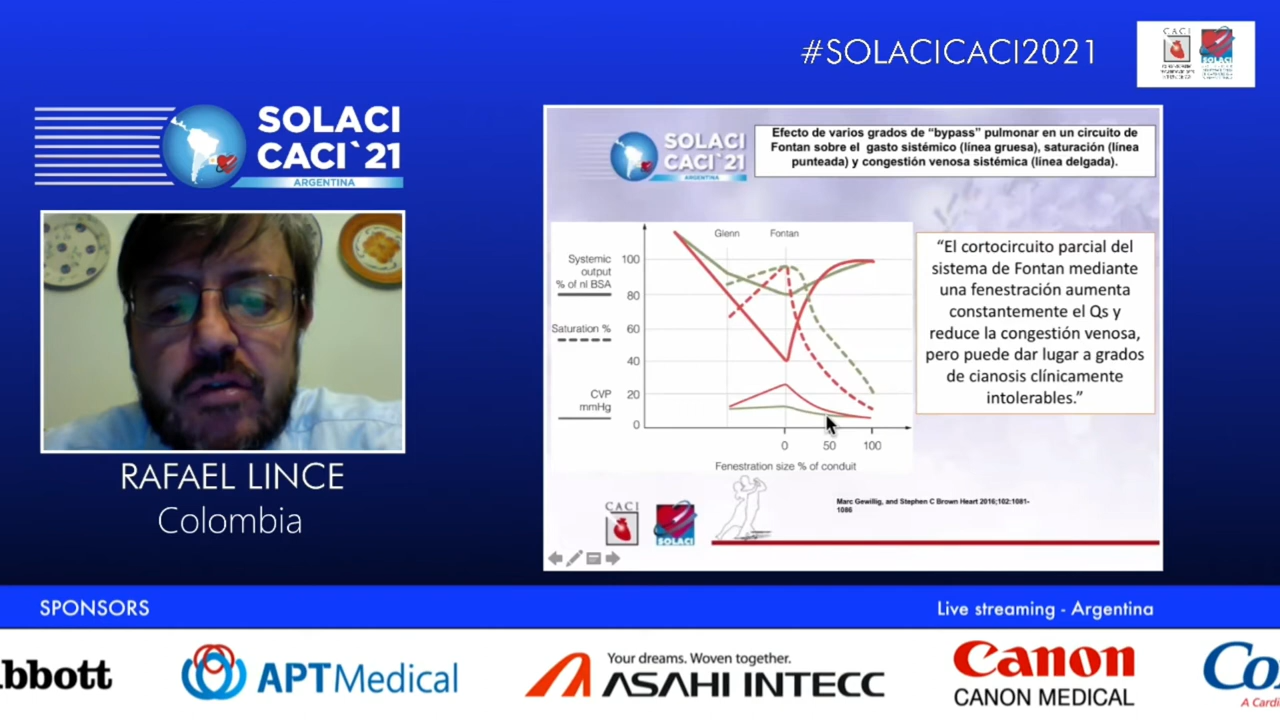 #SOLACICACI2021
CACI
SOLACI
SOLACI
CACI`21
ARGENTINA
RAFAEL LINCE
Colombia
SOLACI
CACI`21
ARGENTINA
Efecto de varios grados de “bypass” pulmonar en un circuito de
Fontan sobre el gasto sistémico (línea gruesa), saturación (línea
punteada) y congestión venosa sistémica (línea delgada).
Glenn
Fontan
Systemic
output
% of nl BSA
Saturation %
CVP
mmHg
100
80
60
40
20
0
0
50
100
Fenestration size % of conduit
“El cortocircuito parcial del
sistema de Fontan mediante
una fenestración aumenta
constantemente el Qs y
reduce la congestión venosa,
pero puede dar lugar a grados
de cianosis clínicamente
intolerables.”
Marc Gewillig, and Stephen C Brown Heart 2016;102:1081-
1086
CACI
SOLACI
SPONSORS
Live streaming - Argentina
bbott
APTMedical
Your dreams. Woven together.
ASAHI INTECC
Canon
CANON MEDICAL
Co
A Cardi